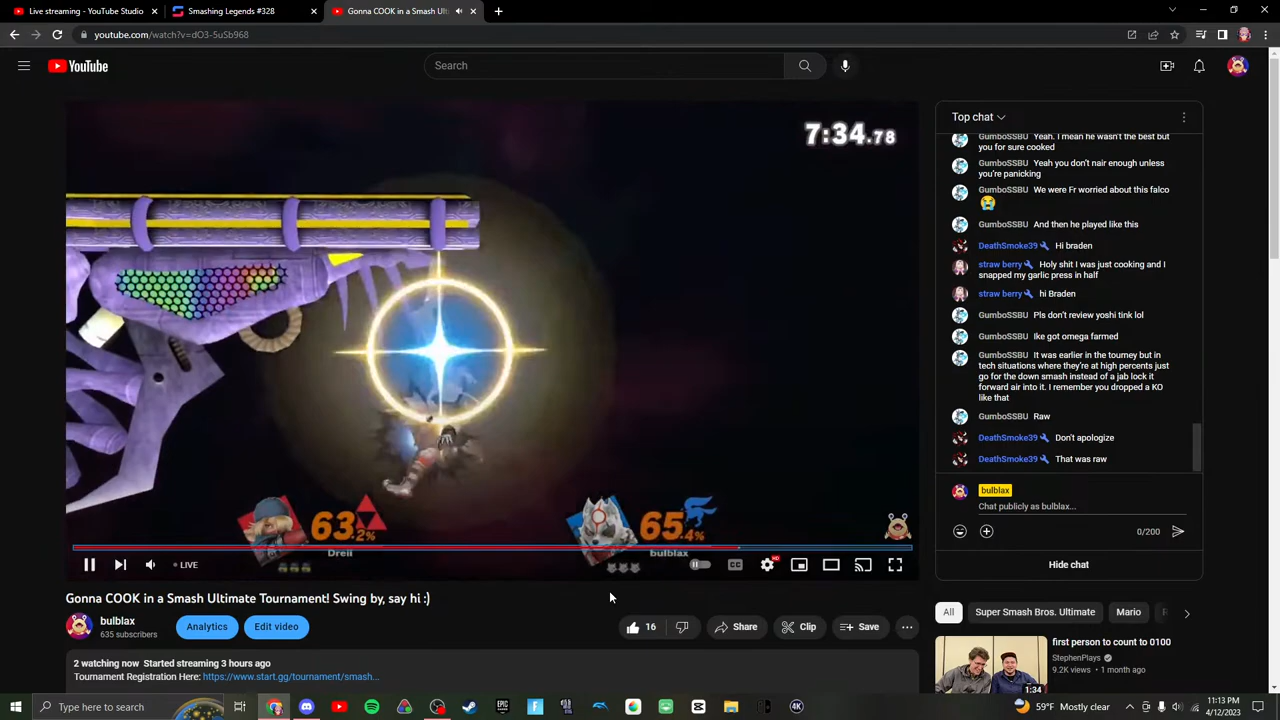 Live streaming - YouTube Studio
Smashing Legends #328
Gonna COOK in a Smash Ult
youtube.com/watch?v=dO3-5uSb968
YouTube
Search
7:34.78
63.2%
Dreii
65.4%
bulblax
LIVE
CC
HD
Top chat
GumboSSBU Yeah. I mean he wasn't the best but
you for sure cooked
GumboSSBU Yeah you don't nair enough unless
you're panicking
GumboSSBU We were Fr worried about this falco
😭
GumboSSBU And then he played like this
DeathSmoke39 Hi braden
straw berry Holy shit I was just cooking and I
snapped my garlic press in half
straw berry hi Braden
GumboSSBU Pls don't review yoshi tink lol
GumboSSBU Ike got omega farmed
GumboSSBU It was earlier in the tourney but in
tech situations where they're at high percents just
go for the down smash instead of a jab lock it
forward air into it. I remember you dropped a KO
like that
GumboSSBU Raw
DeathSmoke39 Don't apologize
DeathSmoke39 That was raw
bulblax
Chat publicly as bulblax...
0/200
Hide chat
Gonna COOK in a Smash Ultimate Tournament! Swing by, say hi :)
bulblax
635 subscribers
Analytics
Edit video
16
Share
Clip
Save
2 watching now Started streaming 3 hours ago
Tournament Registration Here: https://www.start.gg/tournament/smash...
All
Super Smash Bros. Ultimate
Mario
first person to count to 0100
StephenPlays
9.2K views • 1 month ago
1:34
Type here to search
59°F Mostly clear
11:13 PM
4/12/2023